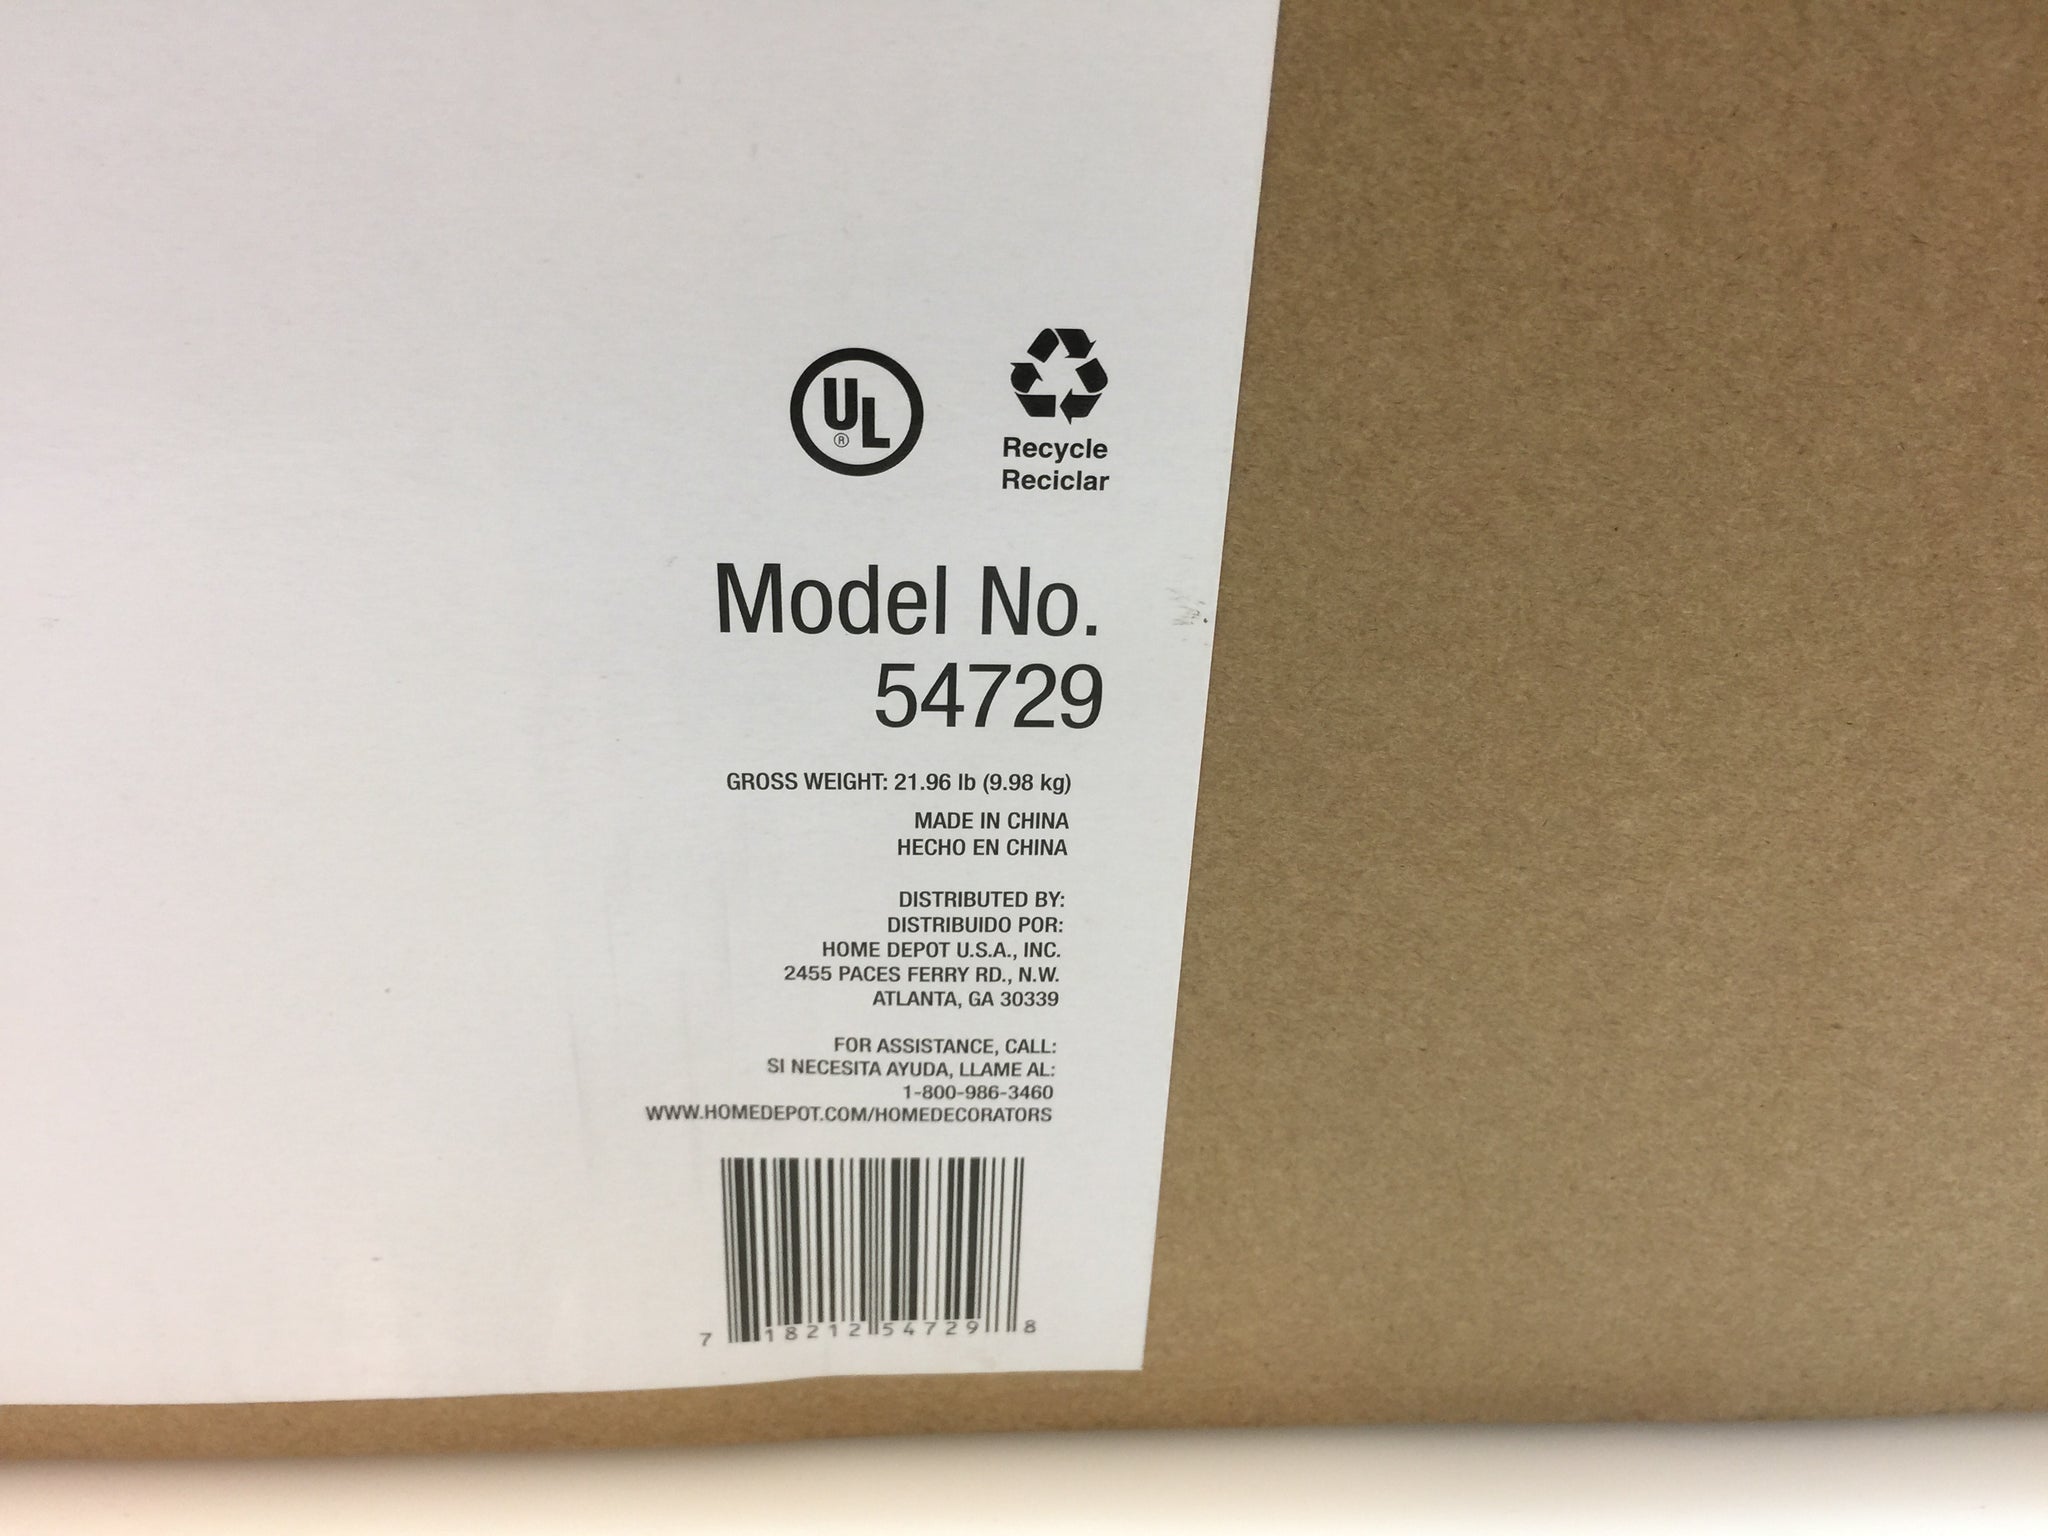 UL
®
Recycle
Reciclar
Model No.
54729
GROSS WEIGHT: 21.96 lb (9.98 kg)
MADE IN CHINA
HECHO EN CHINA
DISTRIBUTED BY:
DISTRIBUIDO POR:
HOME DEPOT U.S.A., INC.
2455 PACES FERRY RD., N.W.
ATLANTA, GA 30339
FOR ASSISTANCE, CALL:
SI NECESITA AYUDA, LLAME AL:
1-800-986-3460
WWW.HOMEDEPOT.COM/HOMEDECORATORS
7 18212 54729 8